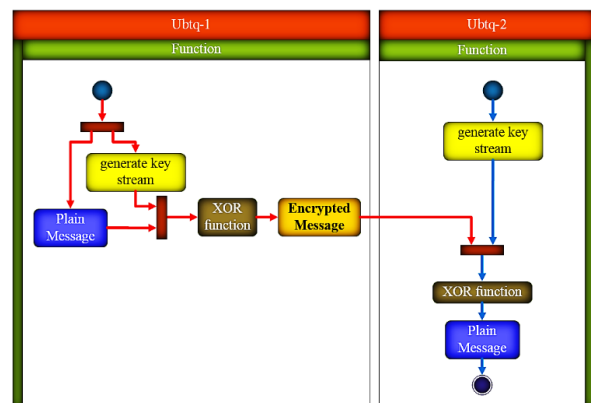 Ubtq-1
Function
generate key
stream
Plain
Message
XOR
function
Encrypted
Message
Ubtq-2
Function
generate key
stream
XOR function
Plain
Message